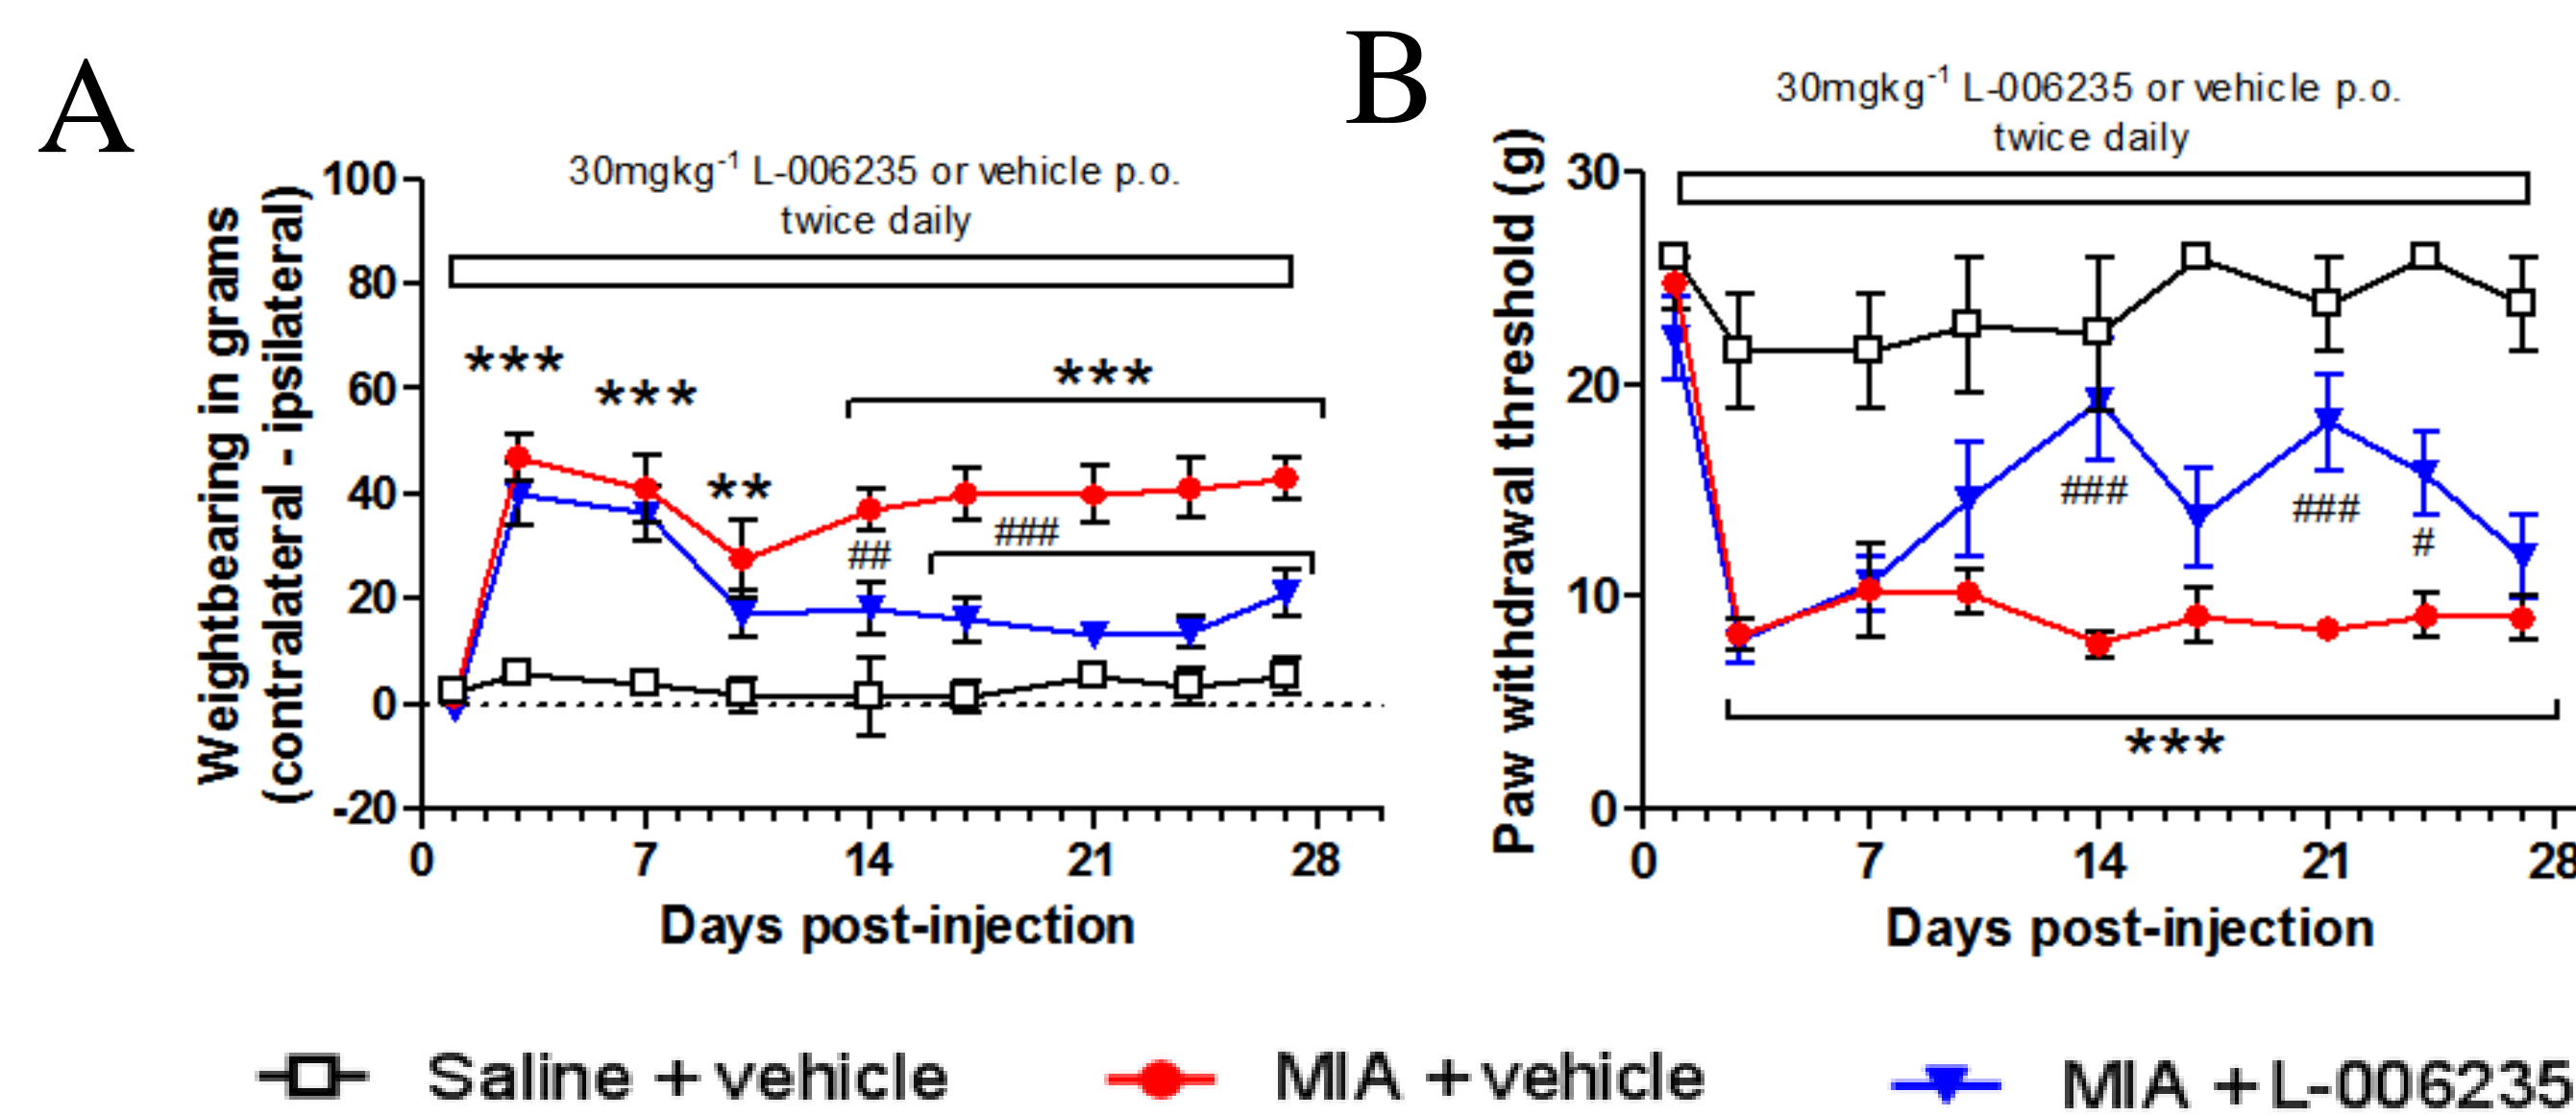 A
B
30mgkg-1 L-006235 or vehicle p.o.
twice daily
100
80
60
40
20
0
-20
Weightbearing in grams
(contralateral - ipsilateral)
***
***
**
***
##
###
0
7
14
21
28
Days post-injection
30mgkg-1 L-006235 or vehicle p.o.
twice daily
30
20
10
0
Paw withdrawal threshold (g)
###
###
#
***
0
7
14
21
28
Days post-injection
Saline + vehicle
MIA + vehicle
MIA + L-006235